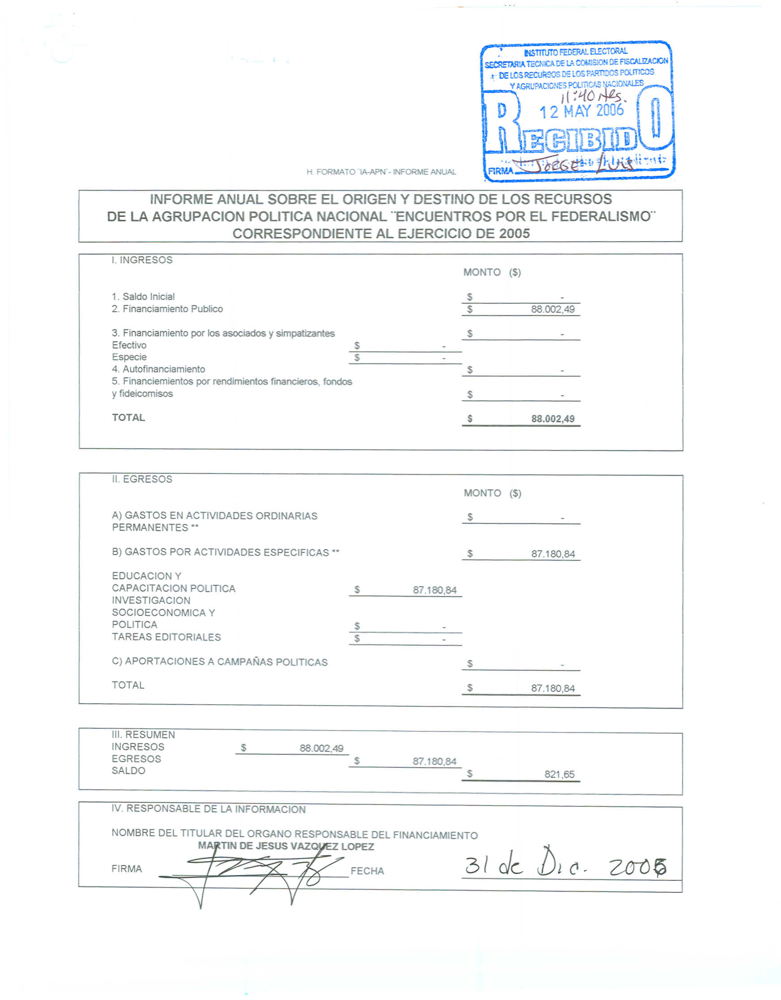 INSTITUTO FEDERAL ELECTORAL
SECRETARIA TECNICA DE LA COMISION DE FISCALIZACION
DE LOS RECURSOS DE LOS PARTIDOS POLITICOS
Y AGRUPACIONES POLITICAS NACIONALES
11:40 Hrs.
12 MAY 2006
RECIBIDO
FIRMA JORGE LUIS
H. FORMATO ¨IA-APN¨- INFORME ANUAL
INFORME ANUAL SOBRE EL ORIGEN Y DESTINO DE LOS RECURSOS
DE LA AGRUPACION POLITICA NACIONAL ¨ENCUENTROS POR EL FEDERALISMO¨
CORRESPONDIENTE AL EJERCICIO DE 2005
I. INGRESOS
MONTO ($)
1. Saldo Inicial $ -
2. Financiamiento Publico $ 88.002,49
3. Financiamiento por los asociados y simpatizantes $ -
Efectivo $ -
Especie $ -
4. Autofinanciamiento $ -
5. Financiemientos por rendimientos financieros, fondos
y fideicomisos $ -
TOTAL $ 88.002,49
II. EGRESOS
MONTO ($)
A) GASTOS EN ACTIVIDADES ORDINARIAS $ -
PERMANENTES **
B) GASTOS POR ACTIVIDADES ESPECIFICAS ** $ 87.180,84
EDUCACION Y
CAPACITACION POLITICA $ 87.180,84
INVESTIGACION
SOCIOECONOMICA Y
POLITICA $ -
TAREAS EDITORIALES $ -
C) APORTACIONES A CAMPAÑAS POLITICAS $ -
TOTAL $ 87.180,84
III. RESUMEN
INGRESOS $ 88.002,49
EGRESOS $ 87.180,84
SALDO $ 821,65
IV. RESPONSABLE DE LA INFORMACION
NOMBRE DEL TITULAR DEL ORGANO RESPONSABLE DEL FINANCIAMIENTO
MARTIN DE JESUS VAZQUEZ LOPEZ
FIRMA FECHA 31 de Dic.